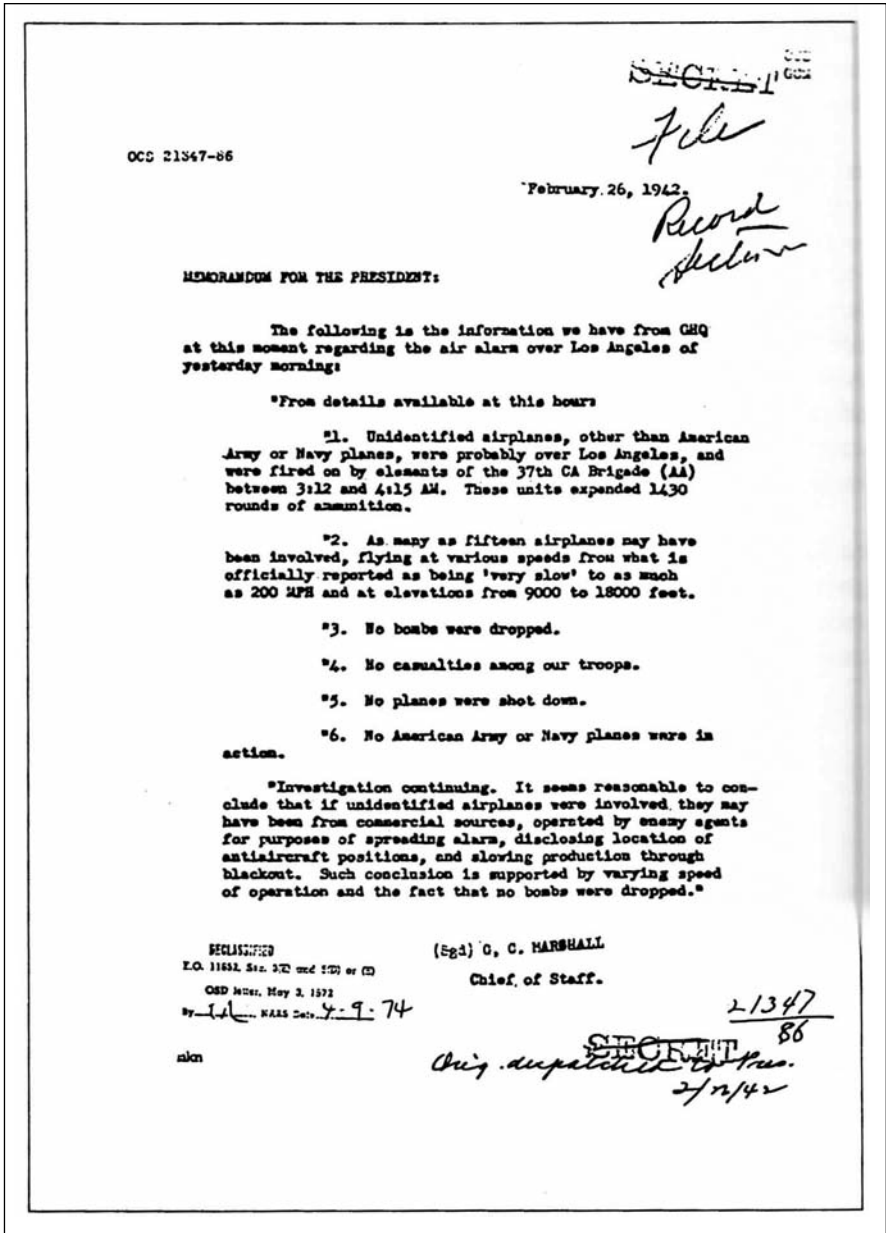 SECRET
File
OCS 21347-86
February 26, 1942.
Record
Section
MEMORANDUM FOR THE PRESIDENT:
The following is the information we have from GHQ
at this moment regarding the air alarm over Los Angeles of
yesterday morning:
"From details available at this hour:
"1. Unidentified airplanes, other than American
Army or Navy planes, were probably over Los Angeles, and
were fired on by elements of the 37th CA Brigade (AA)
between 3:12 and 4:15 AM. These units expended 1430
rounds of ammunition.
"2. As many as fifteen airplanes may have
been involved, flying at various speeds from what is
officially reported as being 'very slow' to as much
as 200 MPH and at elevations from 9000 to 18000 feet.
"3. No bombs were dropped.
"4. No casualties among our troops.
"5. No planes were shot down.
"6. No American Army or Navy planes were in
action.
"Investigation continuing. It seems reasonable to con-
clude that if unidentified airplanes were involved they may
have been from commercial sources, operated by enemy agents
for purposes of spreading alarm, disclosing location of
antiaircraft positions, and slowing production through
blackout. Such conclusion is supported by varying speed
of operation and the fact that no bombs were dropped."
DECLASSIFIED
E.O. 11652, Sec. and or
OSD letter, May 3, 1972
By NARS Date 4-9-74
(Sgd) G. C. MARSHALL
Chief of Staff.
21347
86
mkn
SECRET
Orig. dispatched to Pres.